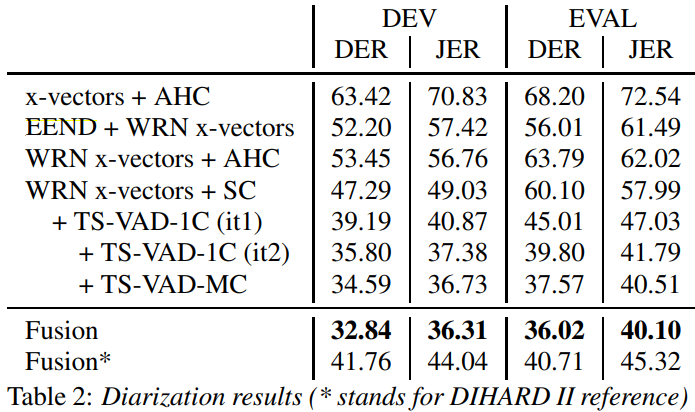 DEV EVAL
DER JER DER JER
x-vectors + AHC 63.42 70.83 68.20 72.54
EEND + WRN x-vectors 52.20 57.42 56.01 61.49
WRN x-vectors + AHC 53.45 56.76 63.79 62.02
WRN x-vectors + SC 47.29 49.03 60.10 57.99
+ TS-VAD-1C (it1) 39.19 40.87 45.01 47.03
+ TS-VAD-1C (it2) 35.80 37.38 39.80 41.79
+ TS-VAD-MC 34.59 36.73 37.57 40.51
Fusion 32.84 36.31 36.02 40.10
Fusion* 41.76 44.04 40.71 45.32
Table 2: Diarization results (* stands for DIHARD II reference)